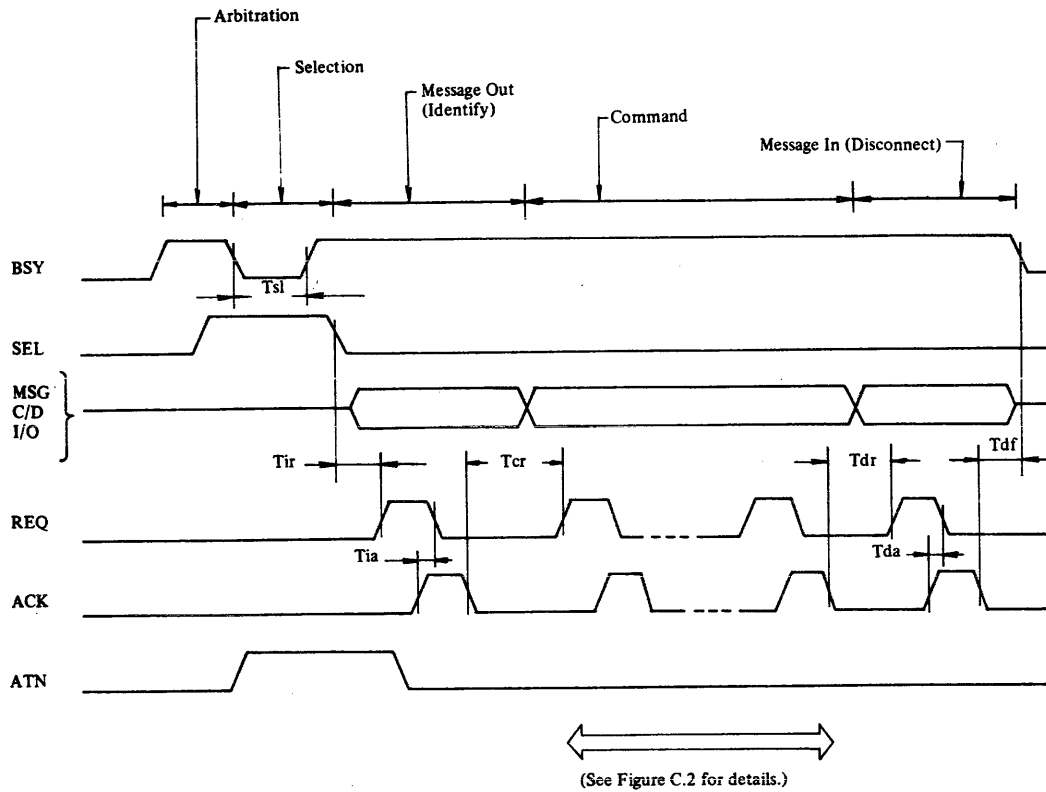 Arbitration
Selection
Message Out
(Identify)
Command
Message In (Disconnect)
BSY
Tsl
SEL
MSG
C/D
I/O
Tir
Tcr
Tdr
Tdf
REQ
Tia
Tda
ACK
ATN
(See Figure C.2 for details.)